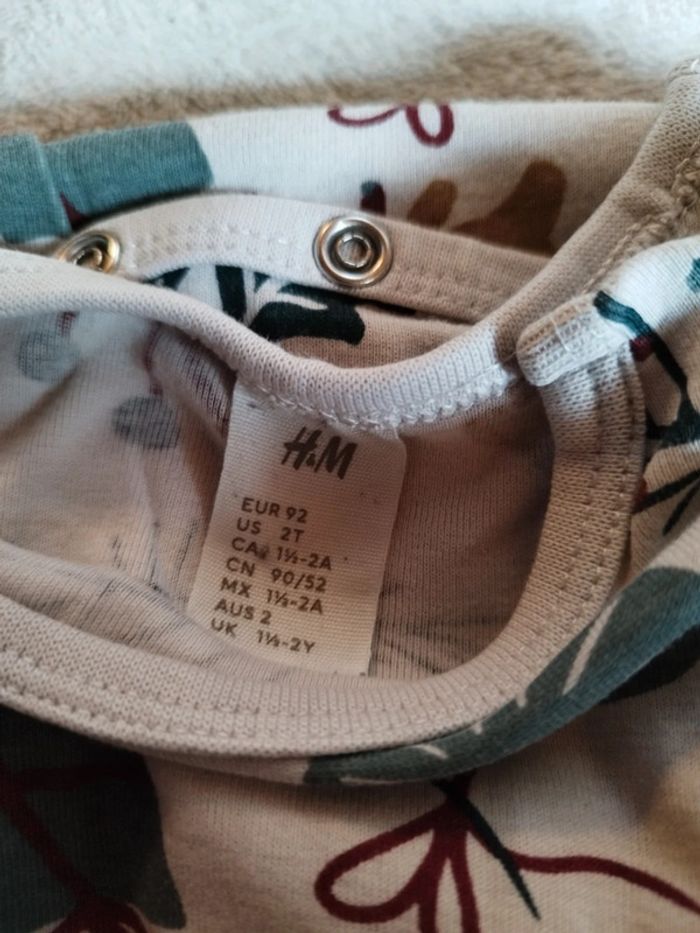 H&M
EUR 92
US 2T
CA 1½-2A
CN 90/52
MX 1½-2A
AUS 2
UK 1½-2Y